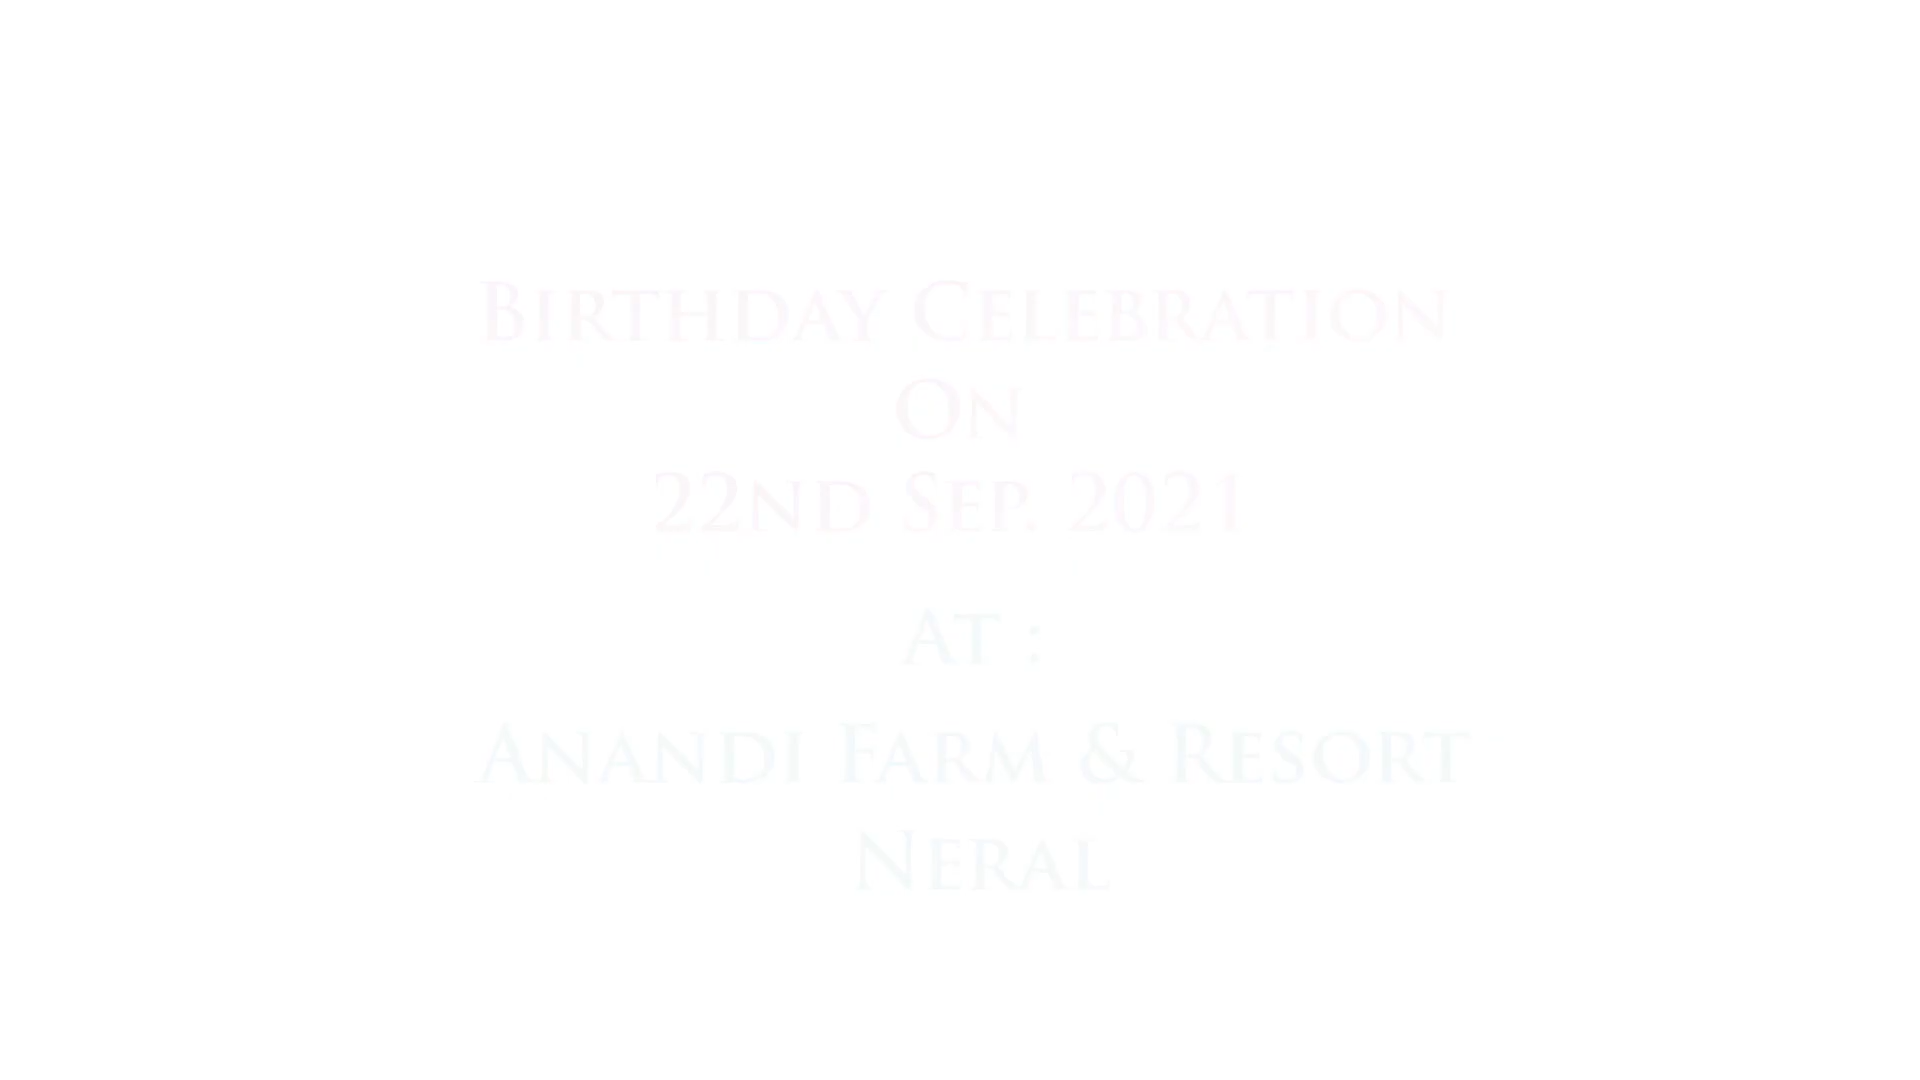 Birthday Celebration
On
22nd Sep. 2021
At :
Anandi Farm & Resort
Neral